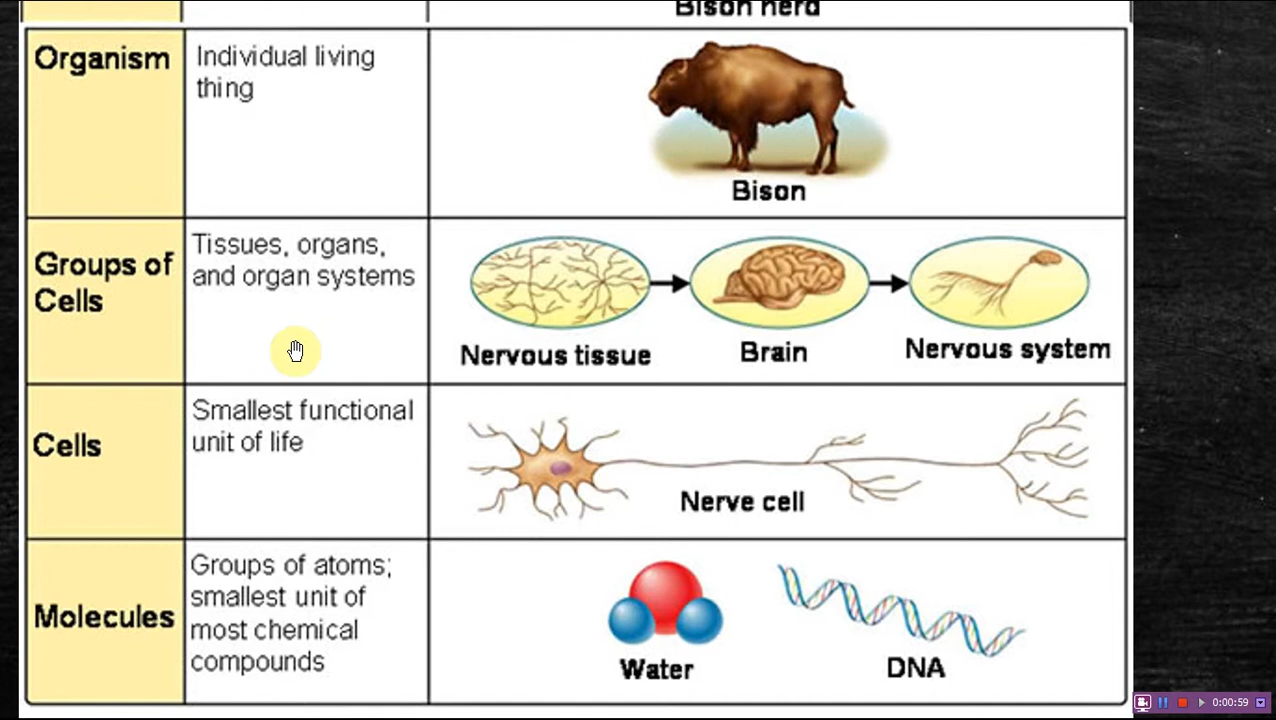 Bison herd
Organism
Individual living
thing
Bison
Groups of
Cells
Tissues, organs,
and organ systems
Nervous tissue
Brain
Nervous system
Cells
Smallest functional
unit of life
Nerve cell
Molecules
Groups of atoms;
smallest unit of
most chemical
compounds
Water
DNA
0:00:59